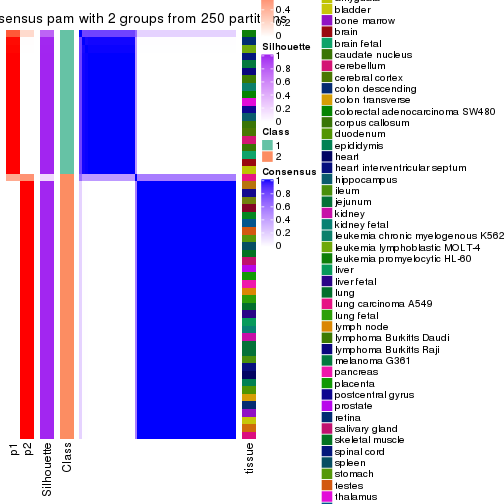 sensus pam with 2 groups from 250 partitions
0.4
0.2
0
Silhouette
1
0.8
0.6
0.4
0.2
0
Class
1
2
Consensus
1
0.8
0.6
0.4
0.2
0
p1
p2
Silhouette
Class
tissue
bladder
bone marrow
brain
brain fetal
caudate nucleus
cerebellum
cerebral cortex
colon descending
colon transverse
colorectal adenocarcinoma SW480
corpus callosum
duodenum
epididymis
heart
heart interventricular septum
hippocampus
ileum
jejunum
kidney
kidney fetal
leukemia chronic myelogenous K562
leukemia lymphoblastic MOLT-4
leukemia promyelocytic HL-60
liver
liver fetal
lung
lung carcinoma A549
lung fetal
lymph node
lymphoma Burkitts Daudi
lymphoma Burkitts Raji
melanoma G361
pancreas
placenta
postcentral gyrus
prostate
retina
salivary gland
skeletal muscle
spinal cord
spleen
stomach
testes
thalamus